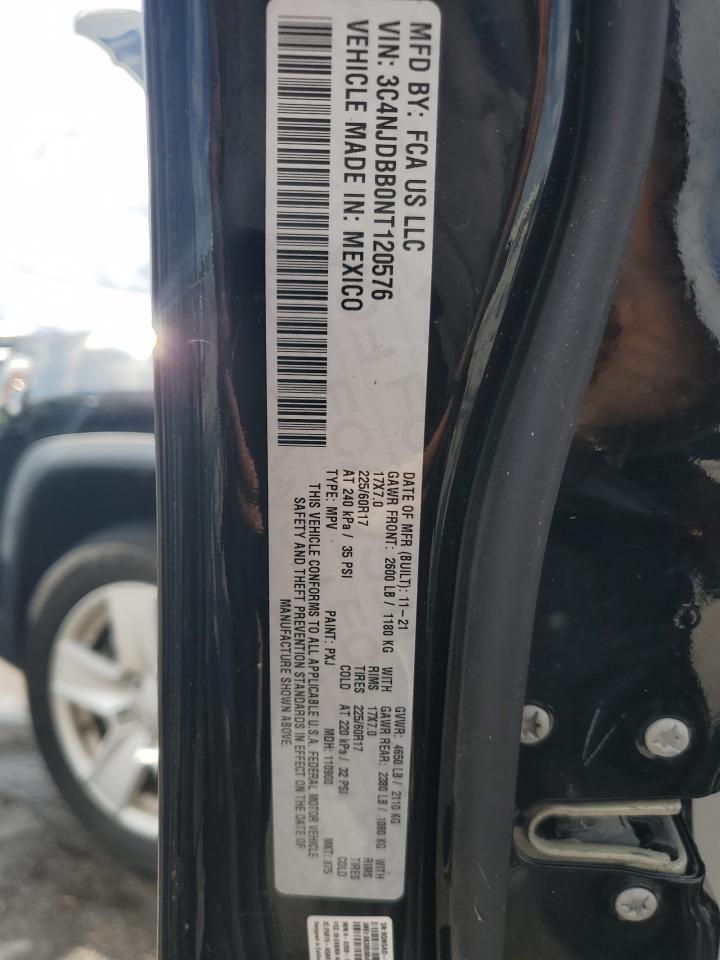 MFD BY: FCA US LLC
VIN: 3C4NJDBB0NT120576
VEHICLE MADE IN: MEXICO
DATE OF MFR (BUILT): 11-21 GVWR: 4650 LB / 2110 KG
GAWR FRONT: 2600 LB / 1180 KG WITH GAWR REAR: 2380 LB / 1080 KG WITH
17X7.0 RIMS 17X7.0 RIMS
225/60R17 TIRES 225/60R17 TIRES
AT 240 kPa / 35 PSI COLD AT 220 kPa / 32 PSI COLD
TYPE: MPV PAINT: PXJ MDH: 110900 MKT: 875
THIS VEHICLE CONFORMS TO ALL APPLICABLE U.S.A. FEDERAL MOTOR VEHICLE
SAFETY AND THEFT PREVENTION STANDARDS IN EFFECT ON THE DATE OF
MANUFACTURE SHOWN ABOVE.